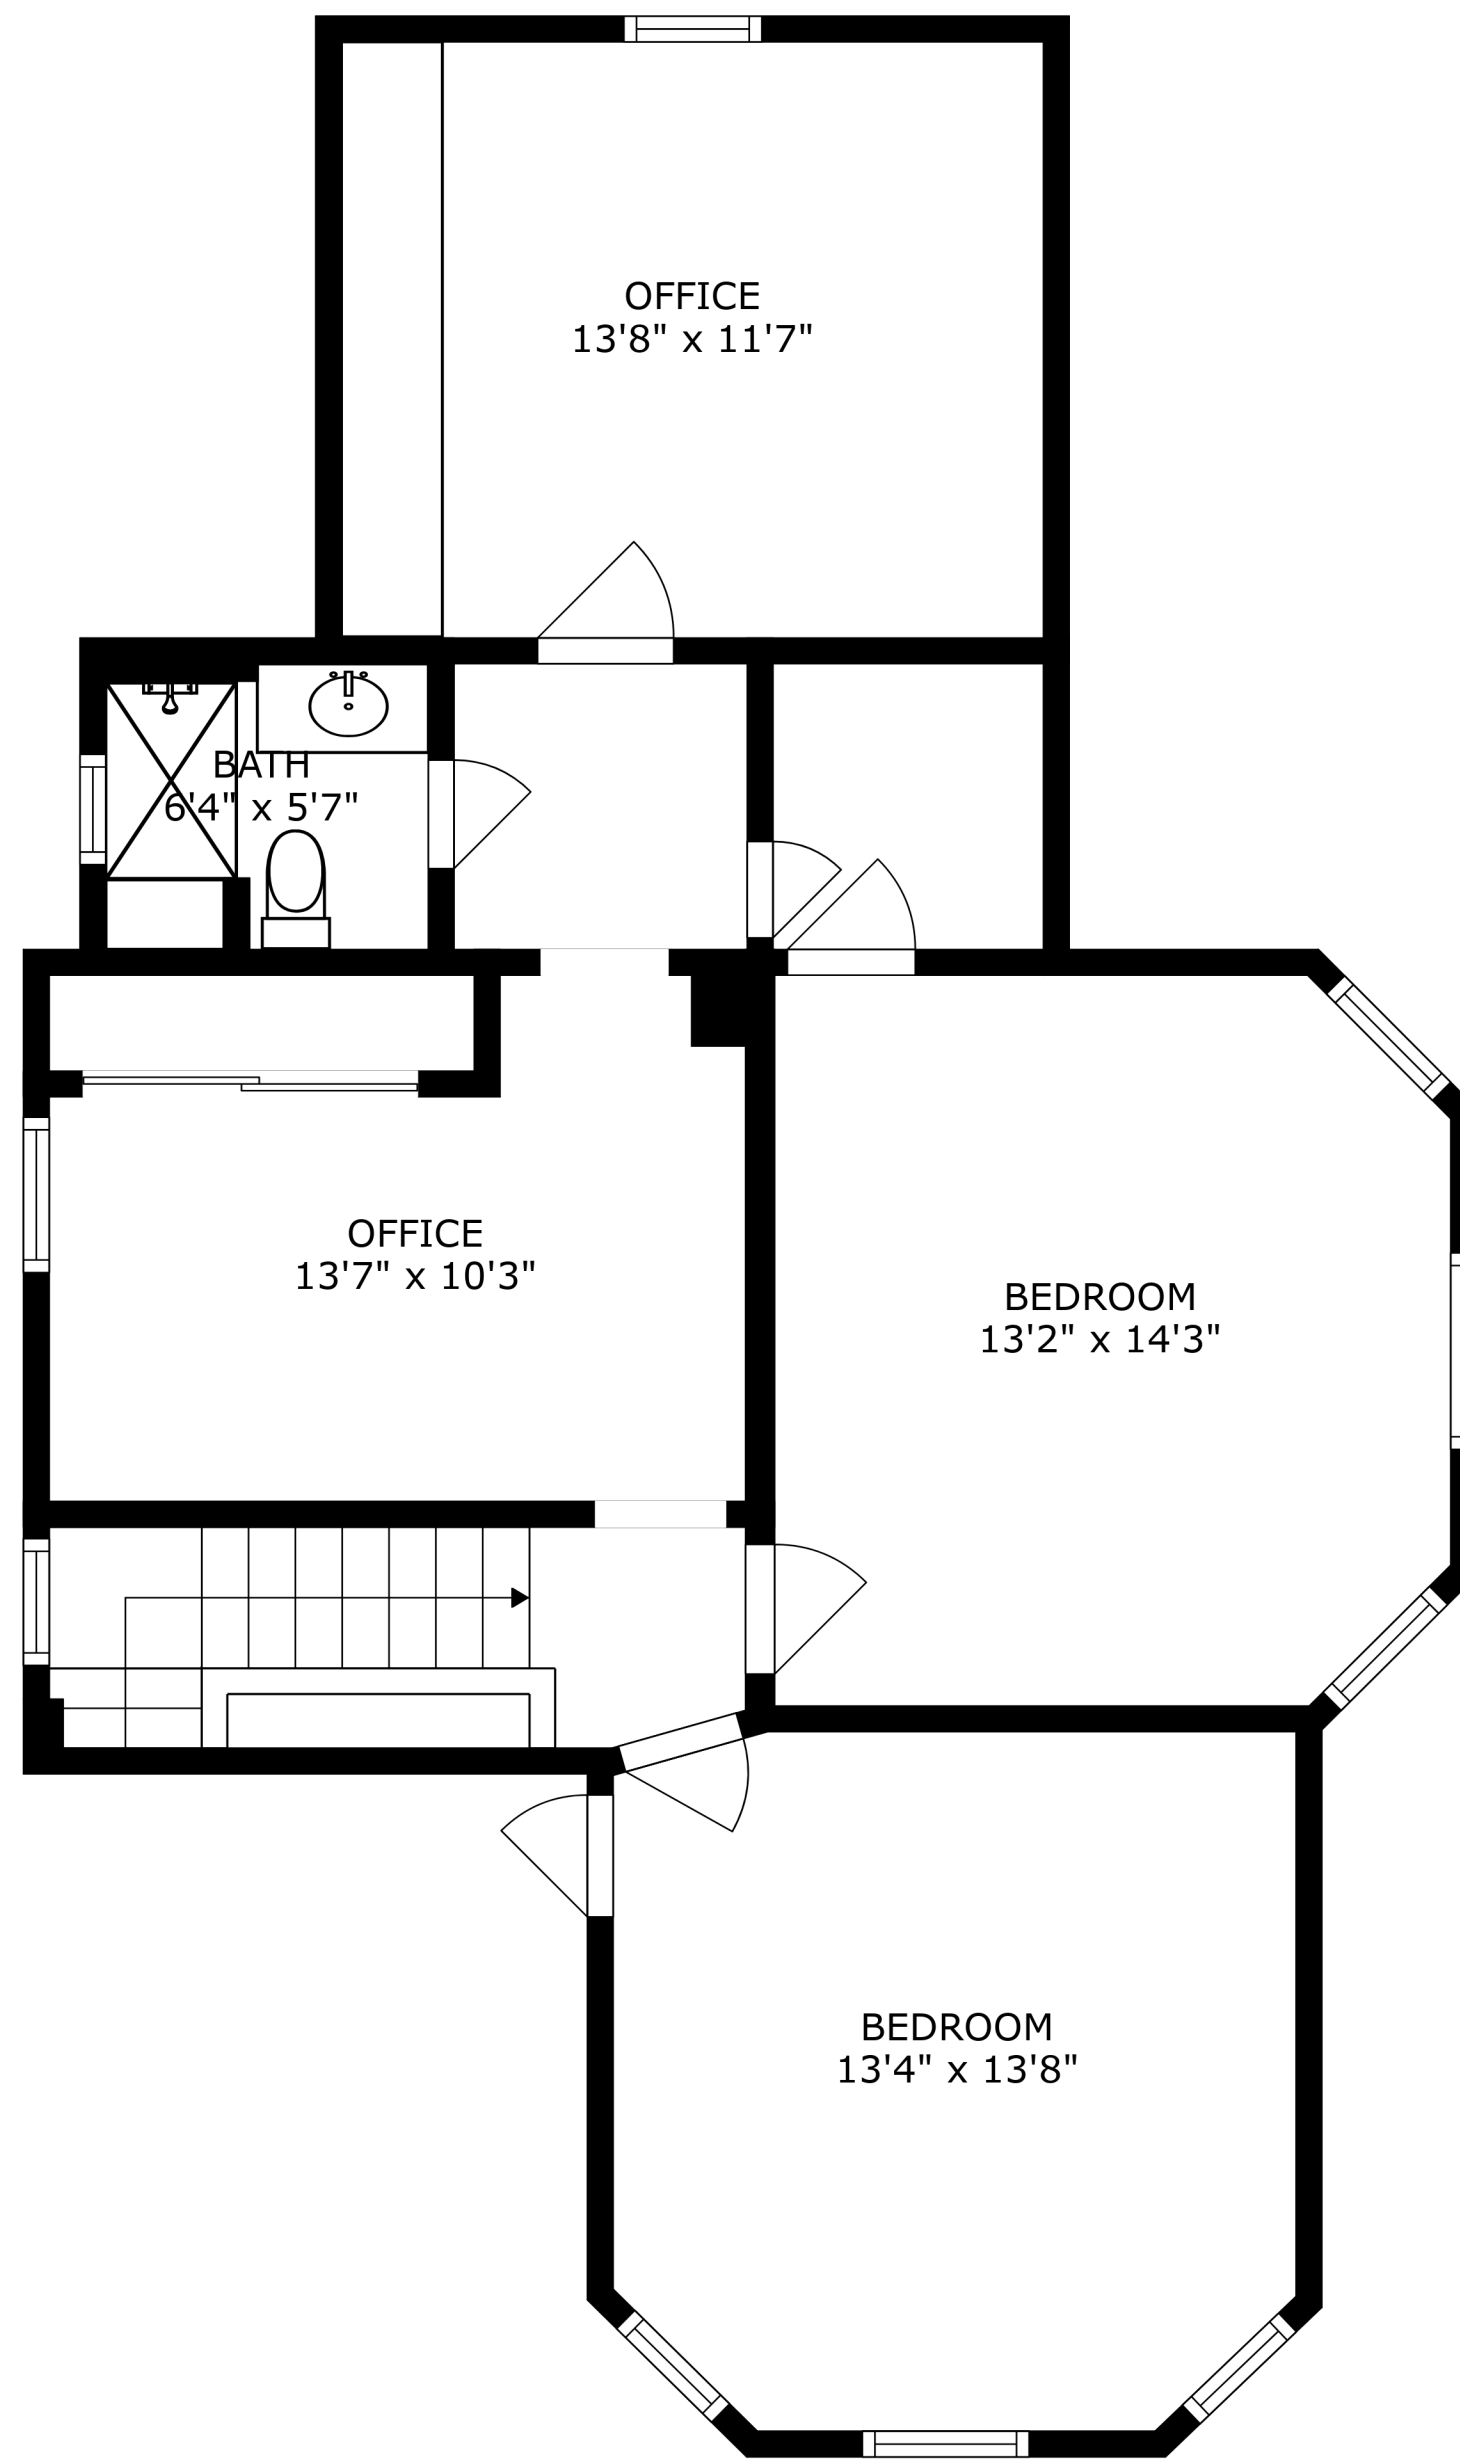 OFFICE
13'8" x 11'7"
BATH
6'4" x 5'7"
OFFICE
13'7" x 10'3"
BEDROOM
13'2" x 14'3"
BEDROOM
13'4" x 13'8"